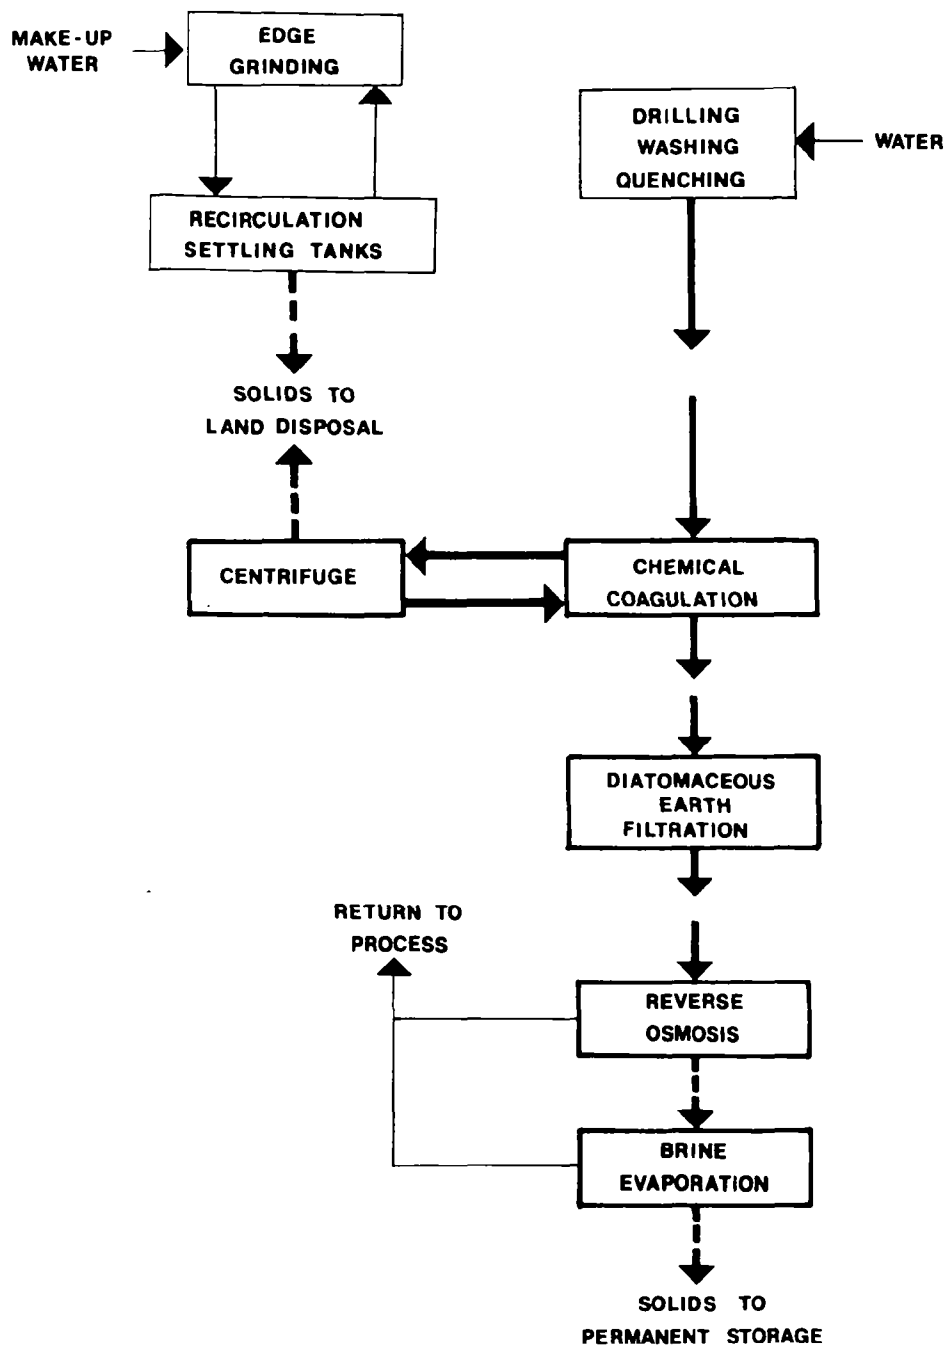 MAKE-UP
WATER
EDGE
GRINDING
DRILLING
WASHING
QUENCHING
WATER
RECIRCULATION
SETTLING TANKS
SOLIDS TO
LAND DISPOSAL
CENTRIFUGE
CHEMICAL
COAGULATION
DIATOMACEOUS
EARTH
FILTRATION
RETURN TO
PROCESS
REVERSE
OSMOSIS
BRINE
EVAPORATION
SOLIDS TO
PERMANENT STORAGE